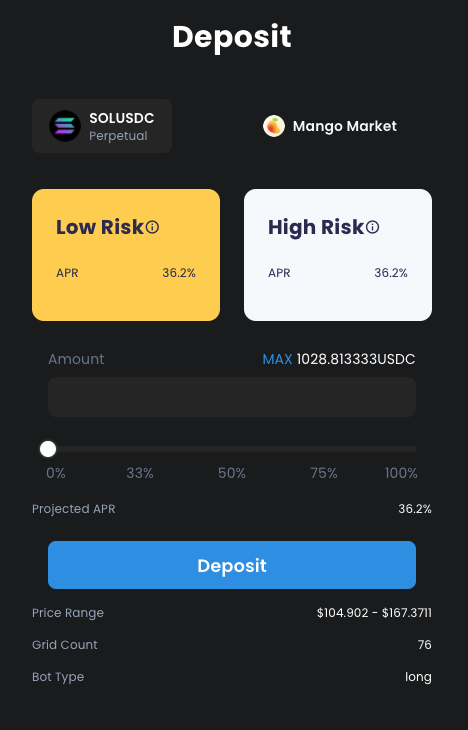 Deposit
SOLUSDC
Perpetual
Mango Market
Low Risk
High Risk
APR 36.2%
APR 36.2%
Amount MAX 1028.813333USDC
0% 33% 50% 75% 100%
Projected APR 36.2%
Deposit
Price Range $104.902 - $167.3711
Grid Count 76
Bot Type long